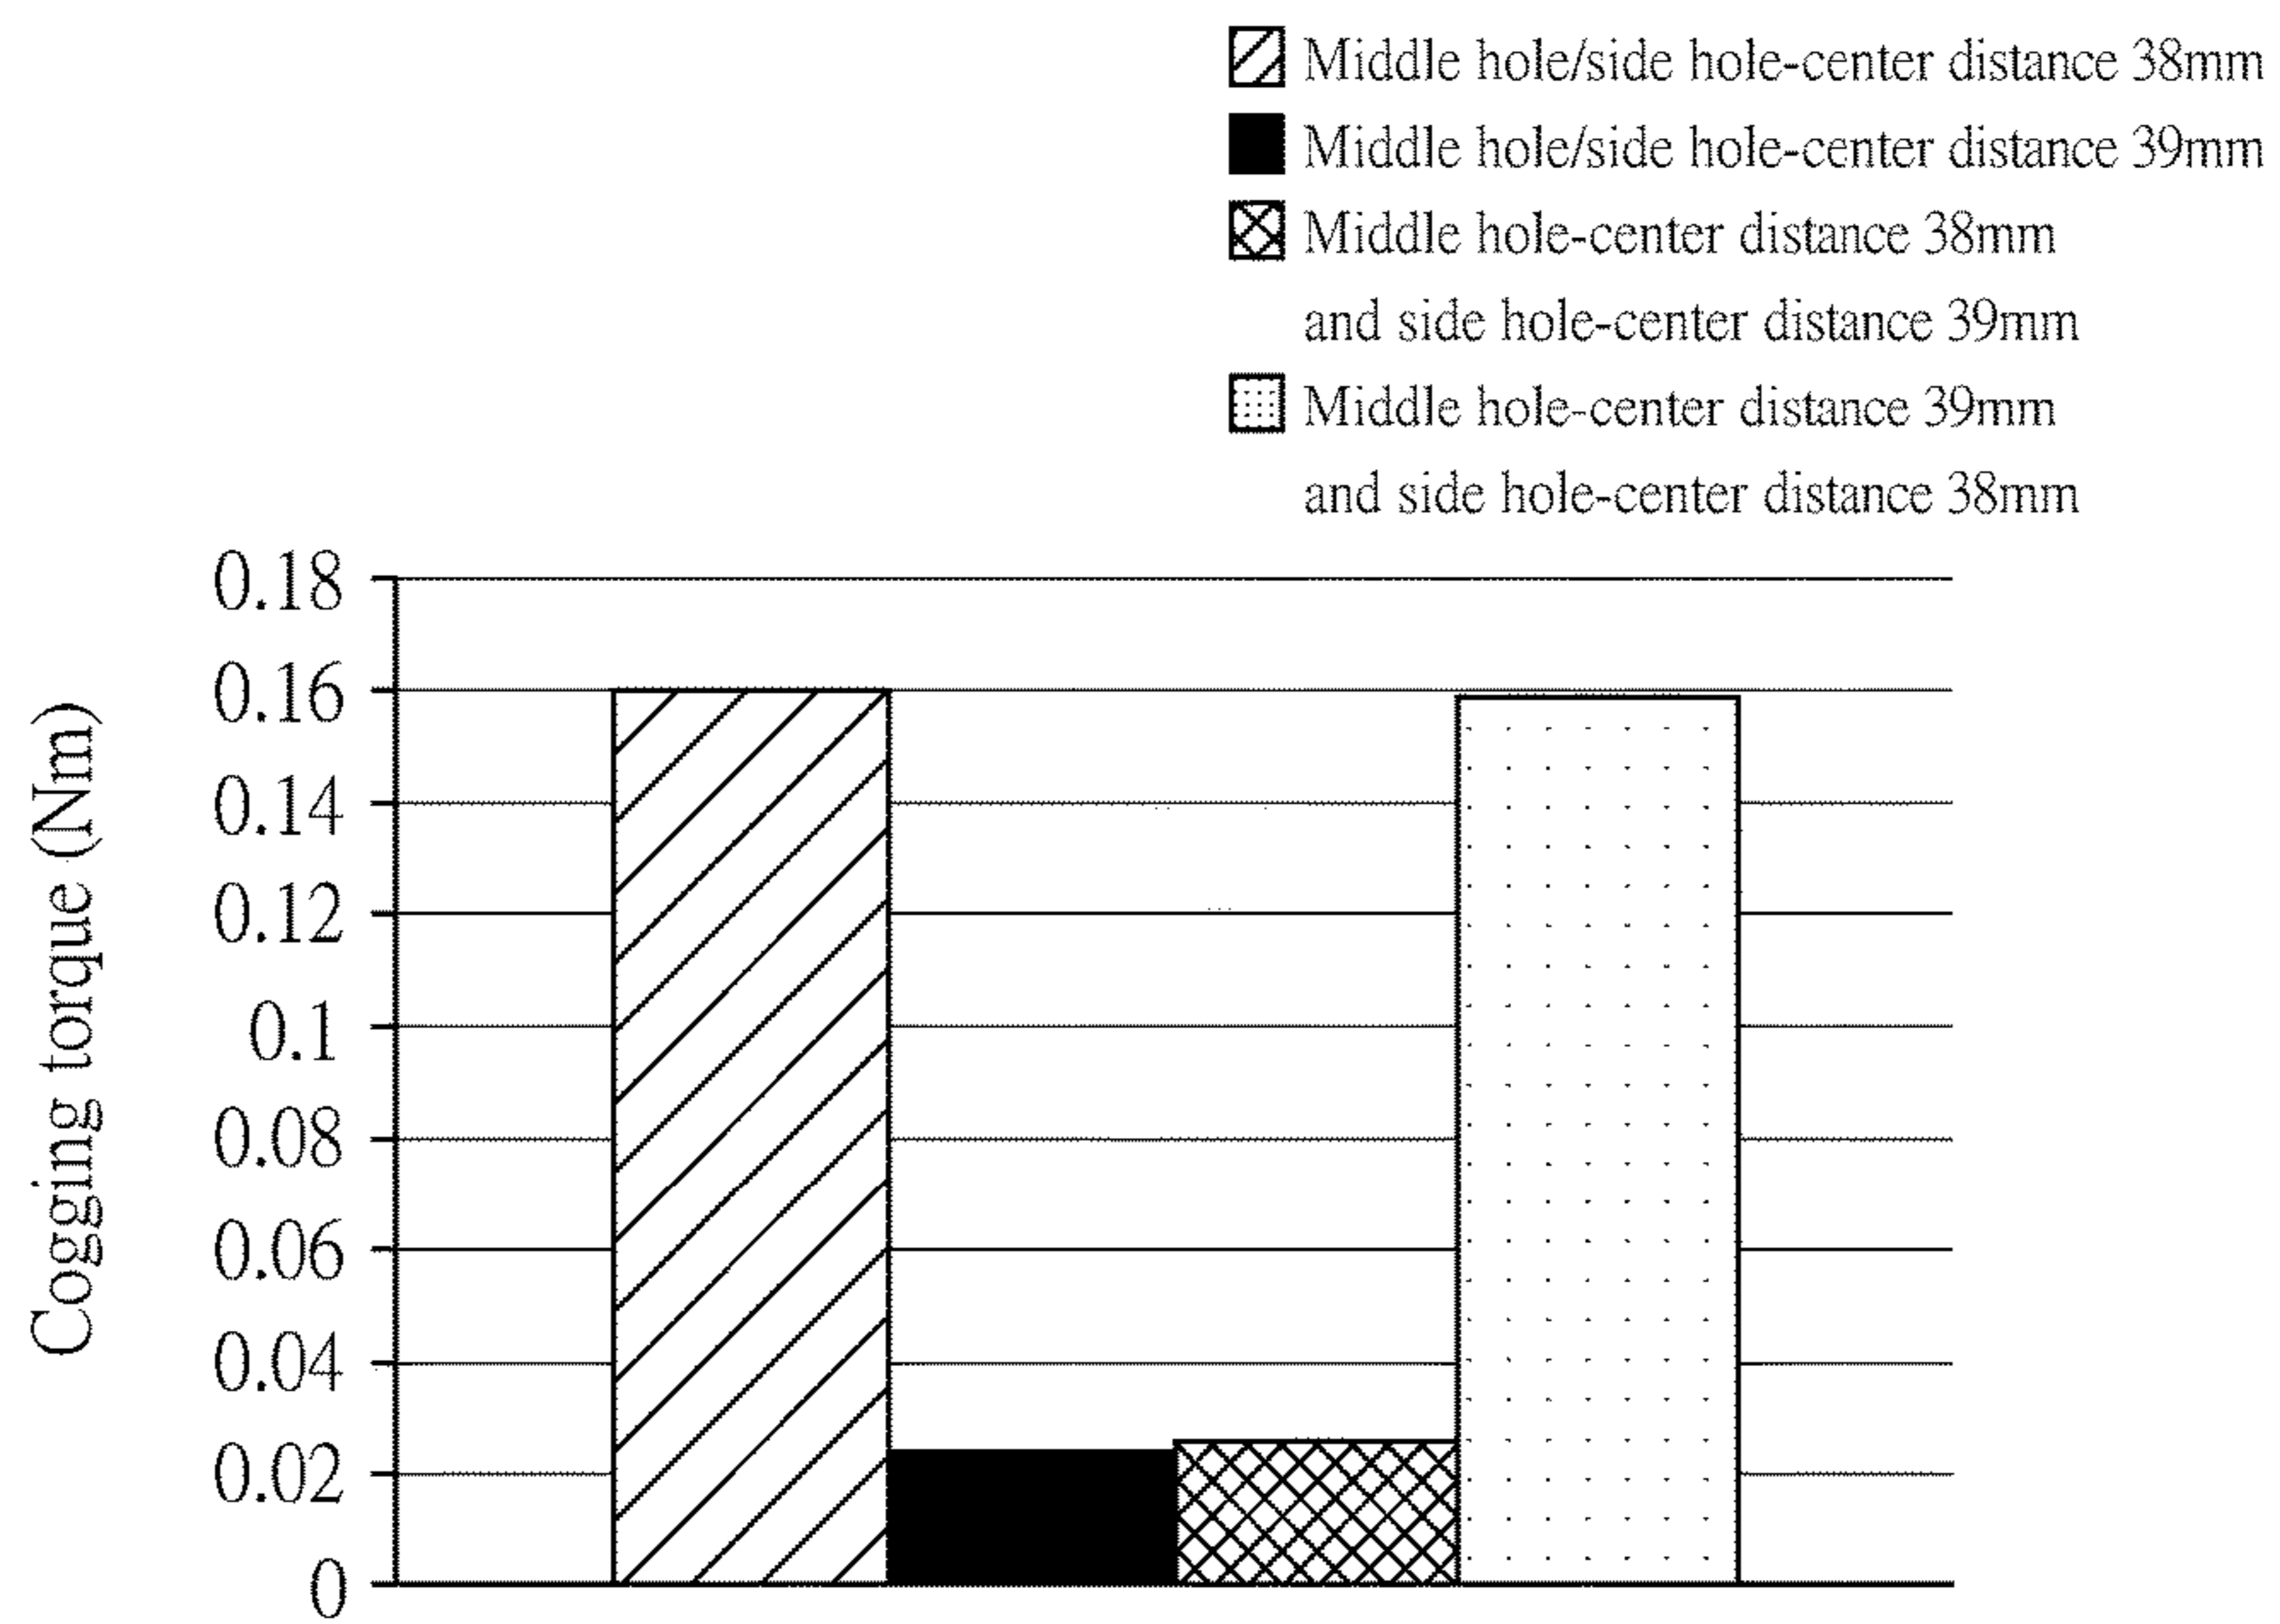 Middle hole/side hole-center distance 38mm
Middle hole/side hole-center distance 39mm
Middle hole-center distance 38mm
and side hole-center distance 39mm
Middle hole-center distance 39mm
and side hole-center distance 38mm
Cogging torque (Nm)
0.18
0.16
0.14
0.12
0.1
0.08
0.06
0.04
0.02
0